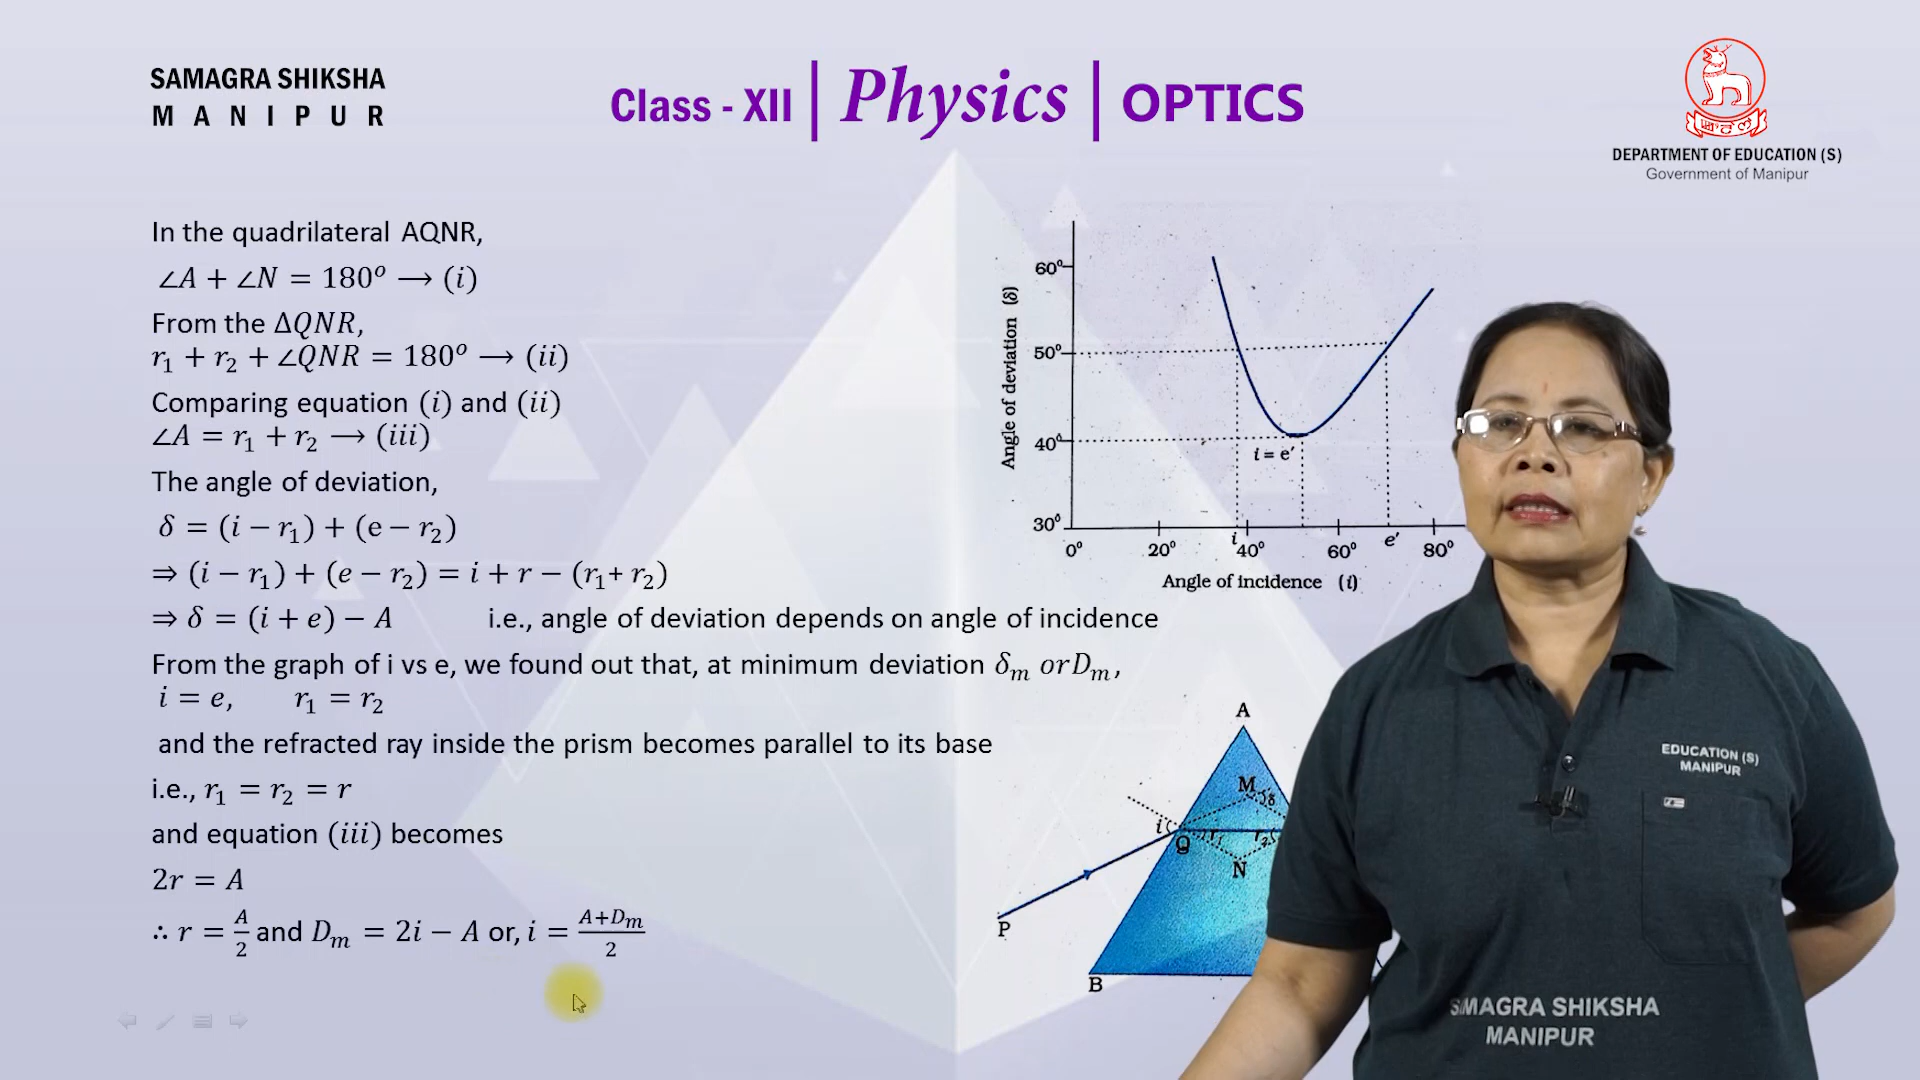 SAMAGRA SHIKSHA
MANIPUR
Class - XII | Physics | OPTICS
DEPARTMENT OF EDUCATION (S)
Government of Manipur
In the quadrilateral AQNR,
∠A + ∠N = 180° ⟶ (i)
From the ΔQNR,
r₁ + r₂ + ∠QNR = 180° ⟶ (ii)
Comparing equation (i) and (ii)
∠A = r₁ + r₂ ⟶ (iii)
The angle of deviation,
δ = (i − r₁) + (e − r₂)
⇒ (i − r₁) + (e − r₂) = i + r − (r₁+ r₂)
⇒ δ = (i + e) − A i.e., angle of deviation depends on angle of incidence
From the graph of i vs e, we found out that, at minimum deviation δₘ orDₘ,
i = e, r₁ = r₂
and the refracted ray inside the prism becomes parallel to its base
i.e., r₁ = r₂ = r
and equation (iii) becomes
2r = A
∴ r = A/2 and Dₘ = 2i − A or, i = (A+Dₘ)/2
Angle of deviation (δ)
60°
50°
40°
30°
i = e′
0° 20° i 40° 60° e′ 80°
Angle of incidence (i)
A
M δ
i Q r₁ r₂
N
P
B
EDUCATION (S)
MANIPUR
SAMAGRA SHIKSHA
MANIPUR